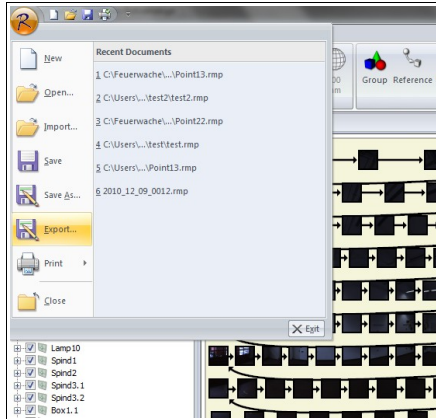 R
New
Recent Documents
1 C:\Feuerwache\...\Point13.rmp
Open...
2 C:\Users\...\test2\test2.rmp
3 C:\Feuerwache\...\Point22.rmp
Import...
4 C:\Users\...\test\test.rmp
Save
5 C:\Users\...\Point13.rmp
Save As...
6 2010_12_09_0012.rmp
Export...
Print
Close
Exit
Group
Reference
Lamp10
Spind1
Spind2
Spind3.1
Spind3.2
Box1.1